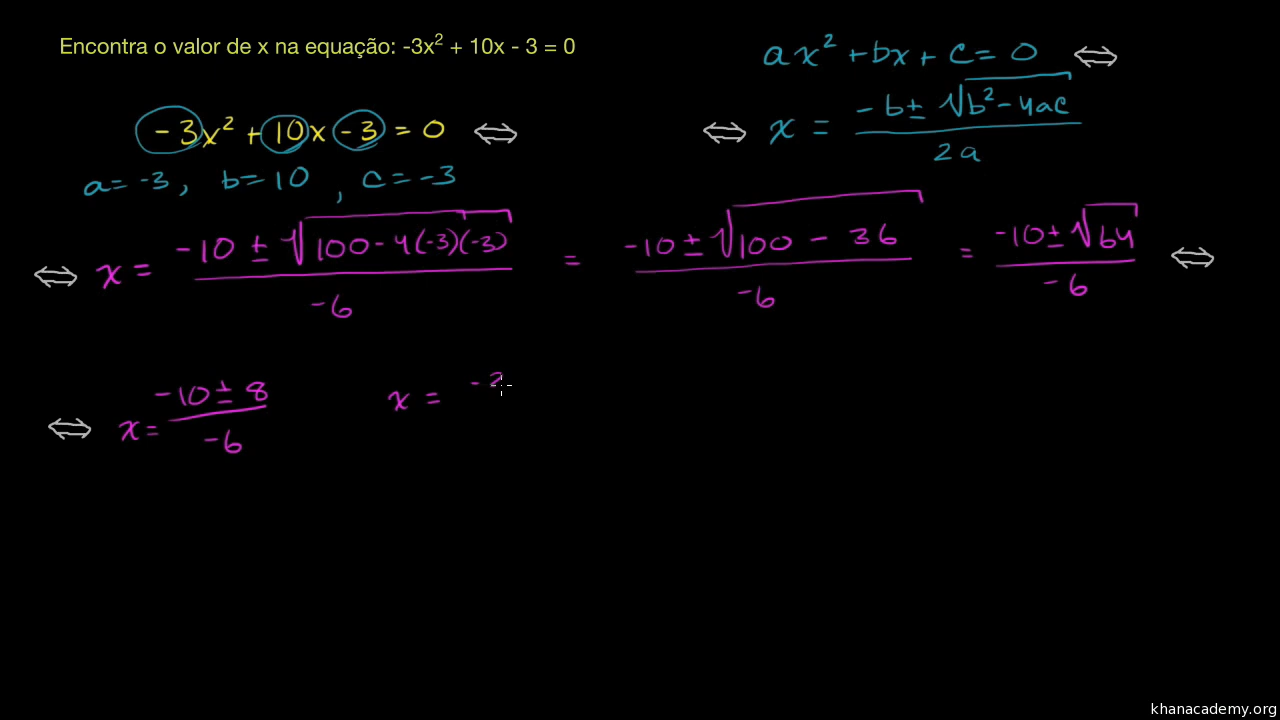 Encontra o valor de x na equação: -3x² + 10x - 3 = 0
ax² + bx + c = 0 ⇔
-3x² + 10x - 3 = 0 ⇔
⇔ x = (-b ± √(b² - 4ac)) / 2a
a = -3, b = 10, c = -3
⇔ x = (-10 ± √(100 - 4(-3)(-3))) / -6 = (-10 ± √(100 - 36)) / -6 = (-10 ± √64) / -6 ⇔
⇔ x = (-10 ± 8) / -6
x = -2
khanacademy.org